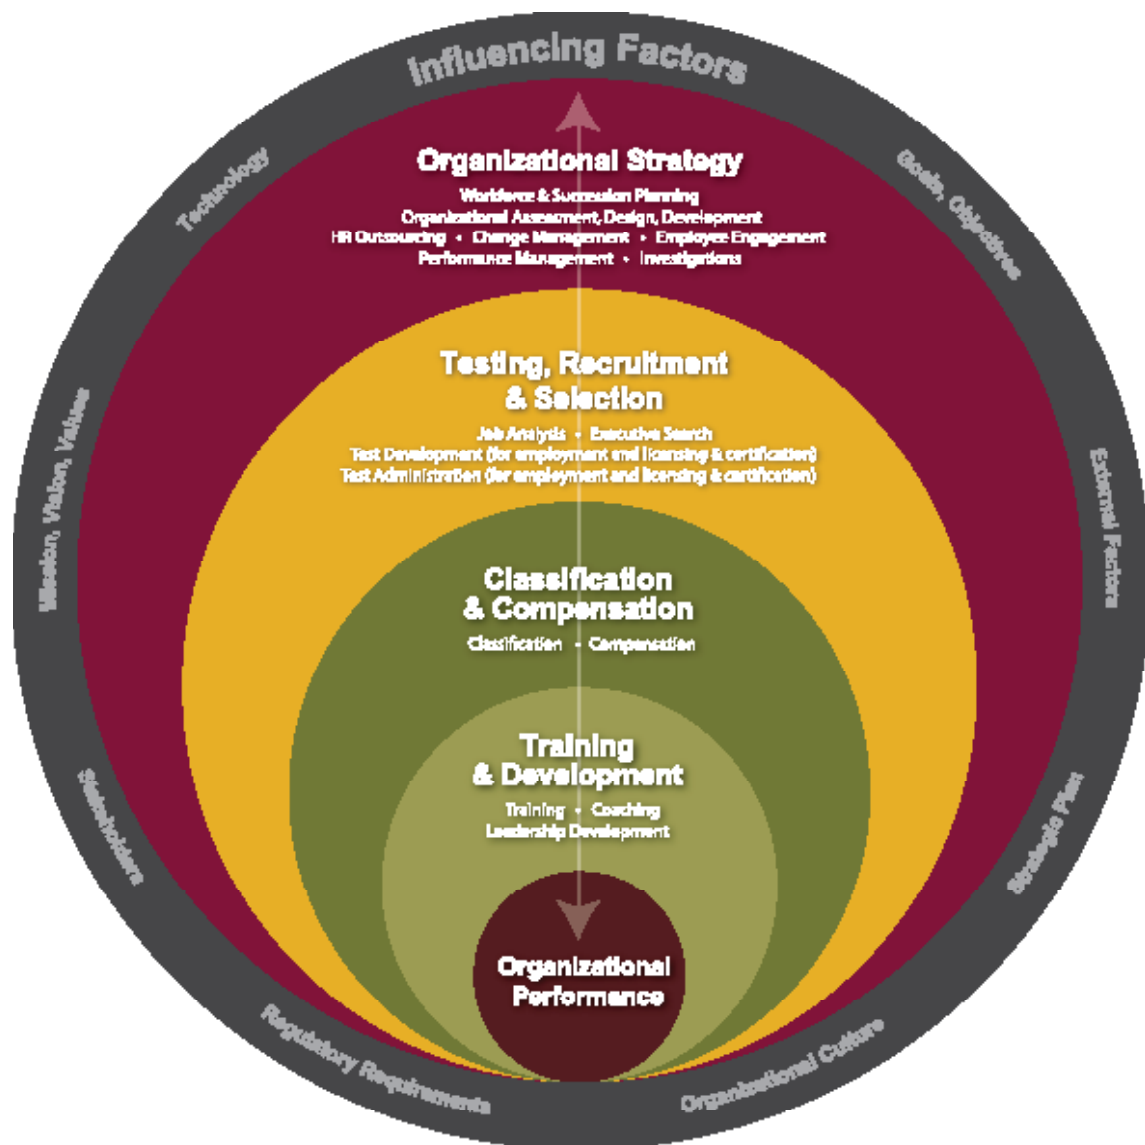 Influencing Factors
Technology
Goals, Objectives
Mission, Vision, Values
External Factors
Stakeholders
Strategic Plan
Regulatory Requirements
Organizational Culture
Organizational Strategy
Workforce & Succession Planning
Organizational Assessment, Design, Development
HR Outsourcing • Change Management • Employee Engagement
Performance Management • Investigations
Testing, Recruitment
& Selection
Job Analysis • Executive Search
Test Development (for employment and licensing & certification)
Test Administration (for employment and licensing & certification)
Classification
& Compensation
Classification • Compensation
Training
& Development
Training • Coaching
Leadership Development
Organizational
Performance